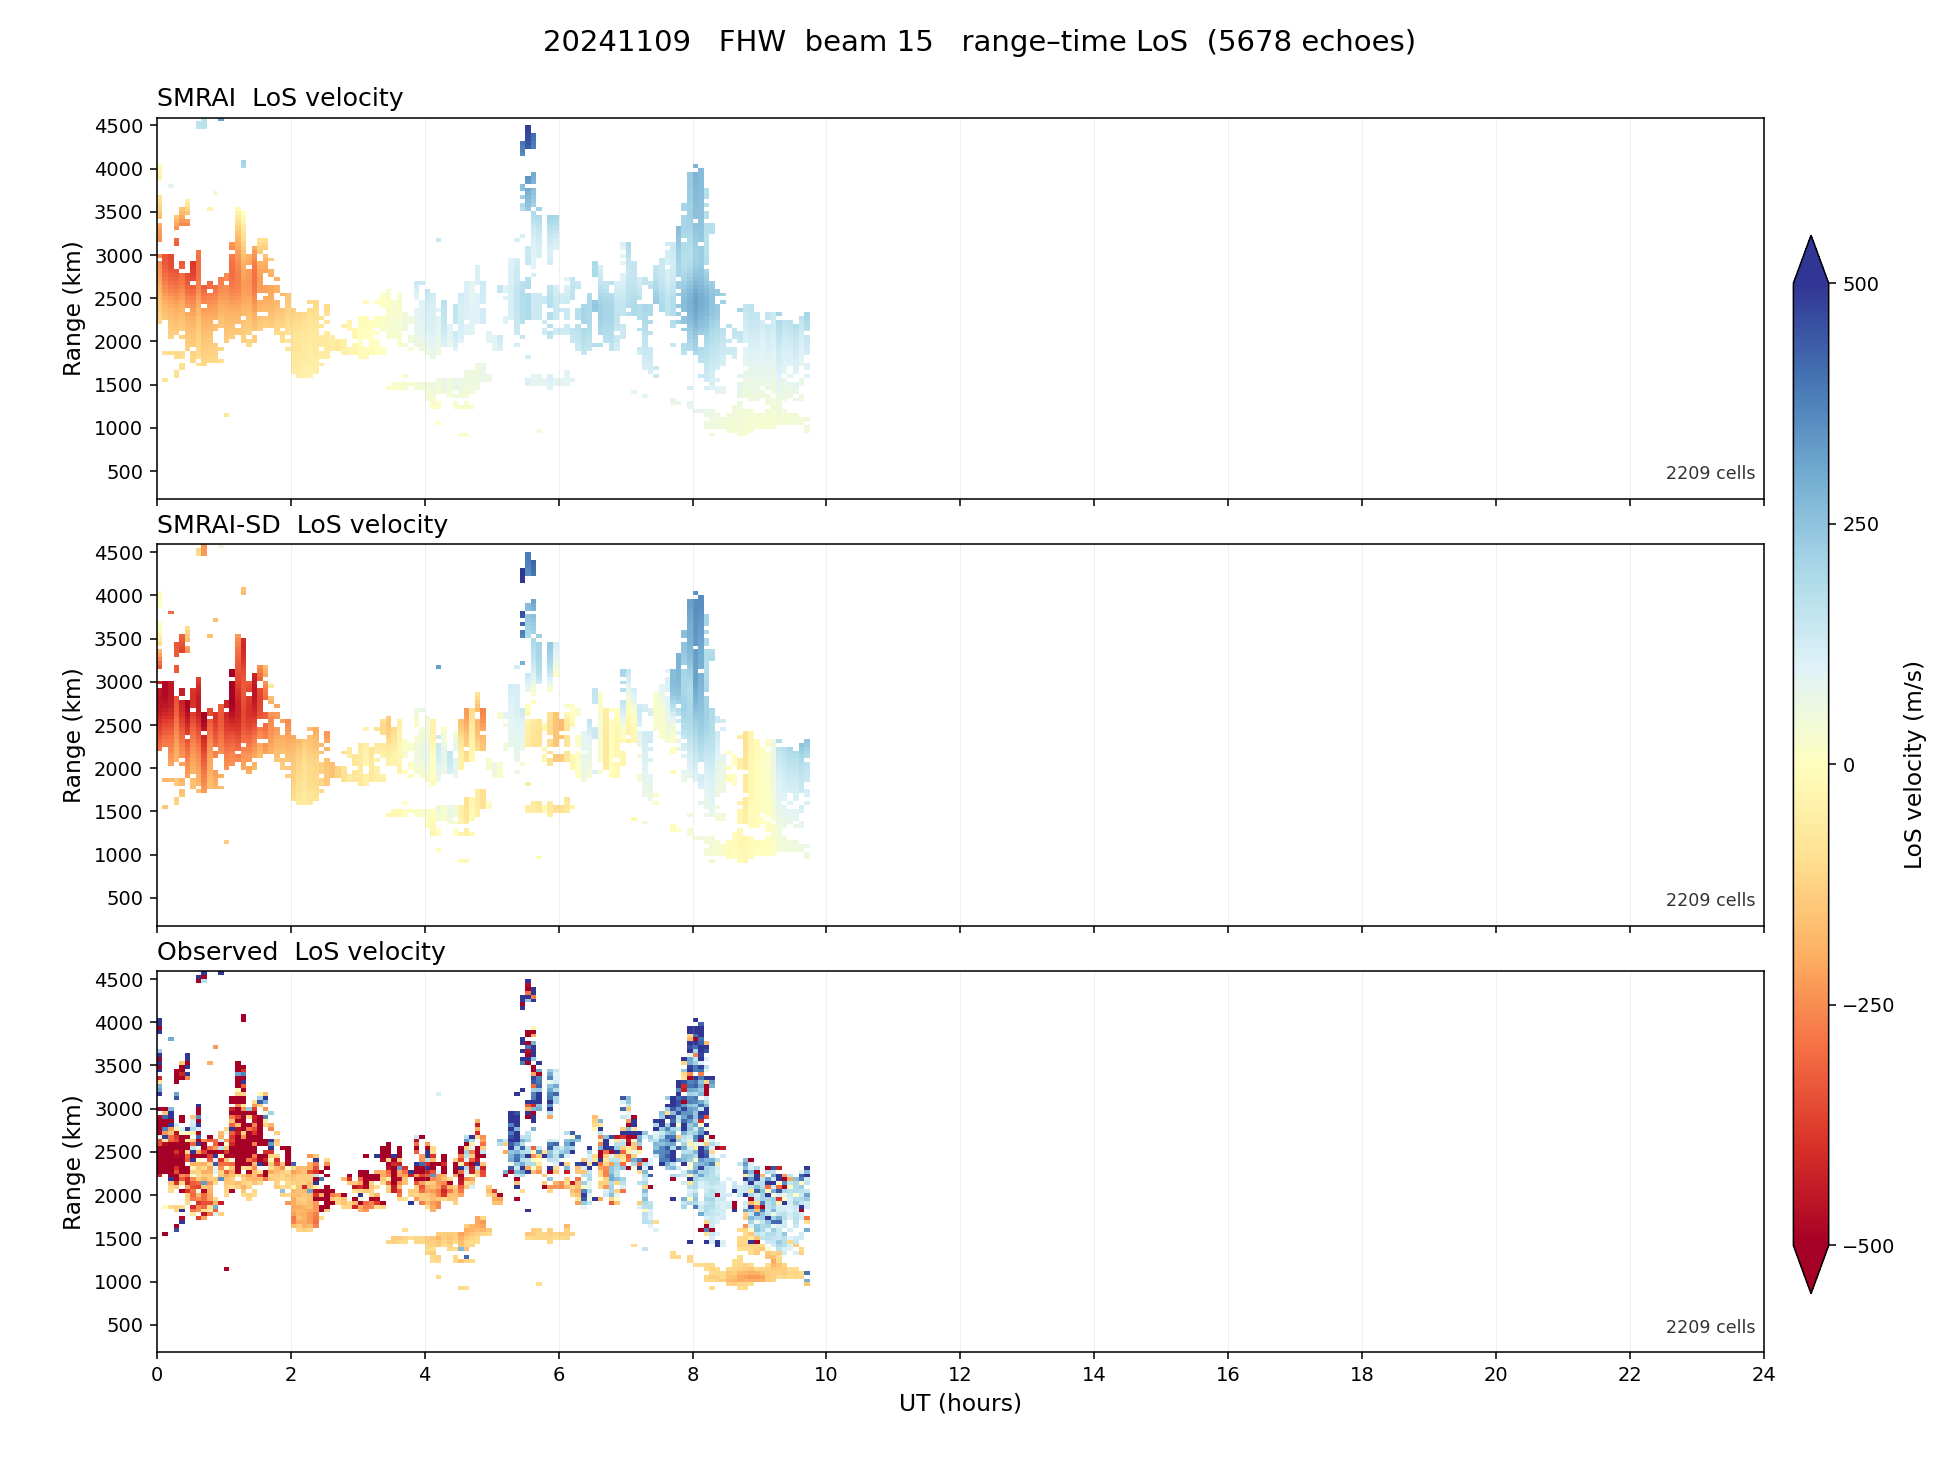 20241109   FHW  beam 15   range–time LoS  (5678 echoes)
SMRAI  LoS velocity
4500
4000
3500
3000
2500
2000
1500
1000
500
Range (km)
2209 cells
SMRAI-SD  LoS velocity
4500
4000
3500
3000
2500
2000
1500
1000
500
Range (km)
2209 cells
Observed  LoS velocity
4500
4000
3500
3000
2500
2000
1500
1000
500
Range (km)
2209 cells
0 2 4 6 8 10 12 14 16 18 20 22 24
UT (hours)
500
250
0
−250
−500
LoS velocity (m/s)